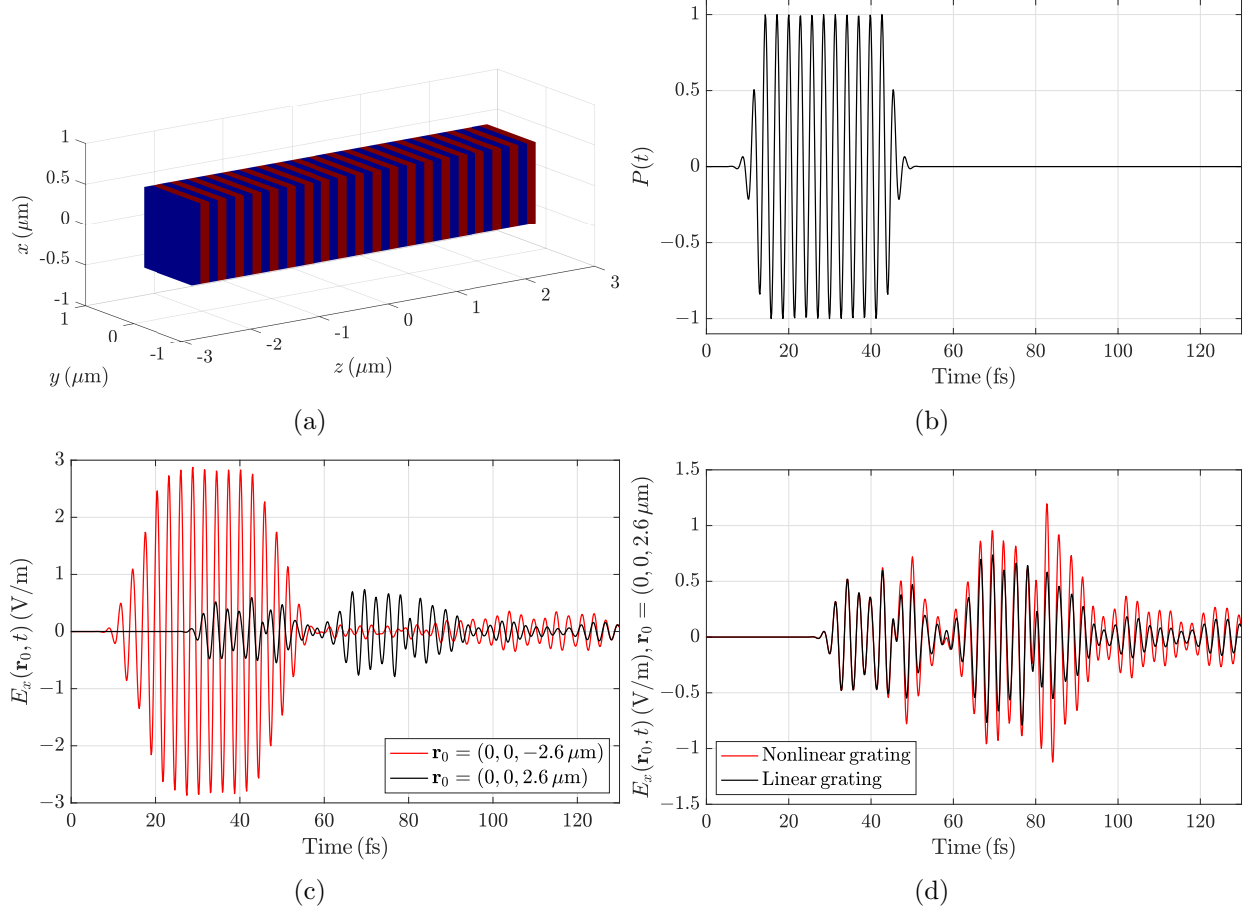 1
0.5
0
-0.5
-1
x (μm)
1
0
-1
y (μm)
-3
-2
-1
0
1
2
3
z (μm)
(a)
1
0.5
0
−0.5
−1
P(t)
0 20 40 60 80 100 120
Time (fs)
(b)
3
2
1
0
−1
−2
−3
E_x(r_0, t) (V/m)
r_0 = (0, 0, −2.6 μm)
r_0 = (0, 0, 2.6 μm)
0 20 40 60 80 100 120
Time (fs)
(c)
1.5
1
0.5
0
−0.5
−1
−1.5
E_x(r_0, t) (V/m), r_0 = (0, 0, 2.6 μm)
Nonlinear grating
Linear grating
0 20 40 60 80 100 120
Time (fs)
(d)